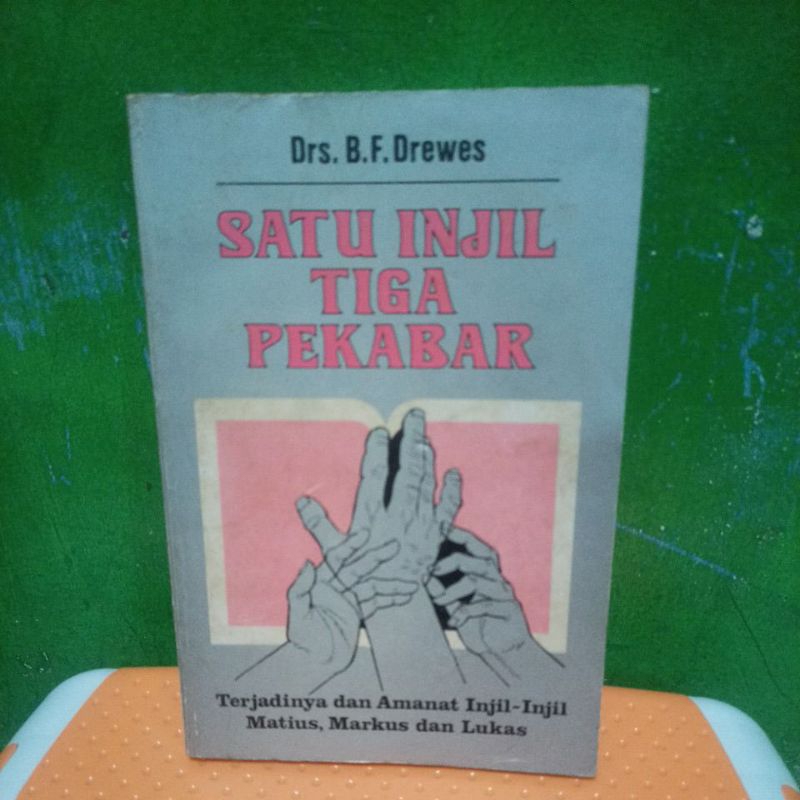 Drs. B.F. Drewes
SATU INJIL
TIGA
PEKABAR
Terjadinya dan Amanat Injil-Injil
Matius, Markus dan Lukas